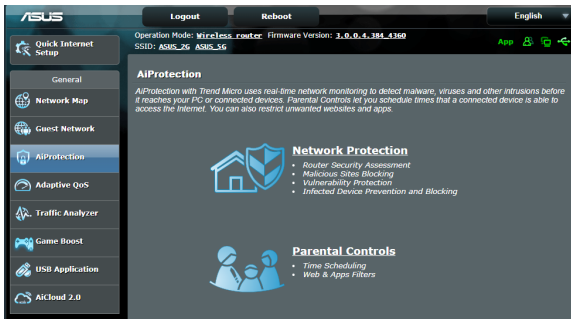 ASUS
Logout
Reboot
English
Quick Internet Setup
Operation Mode: Wireless router Firmware Version: 3.0.0.4.384_4360
SSID: ASUS_2G ASUS_5G
App
General
Network Map
Guest Network
AiProtection
Adaptive QoS
Traffic Analyzer
Game Boost
USB Application
AiCloud 2.0
AiProtection
AiProtection with Trend Micro uses real-time network monitoring to detect malware, viruses and other intrusions before
it reaches your PC or connected devices. Parental Controls let you schedule times that a connected device is able to
access the Internet. You can also restrict unwanted websites and apps.
Network Protection
• Router Security Assessment
• Malicious Sites Blocking
• Vulnerability Protection
• Infected Device Prevention and Blocking
Parental Controls
• Time Scheduling
• Web & Apps Filters